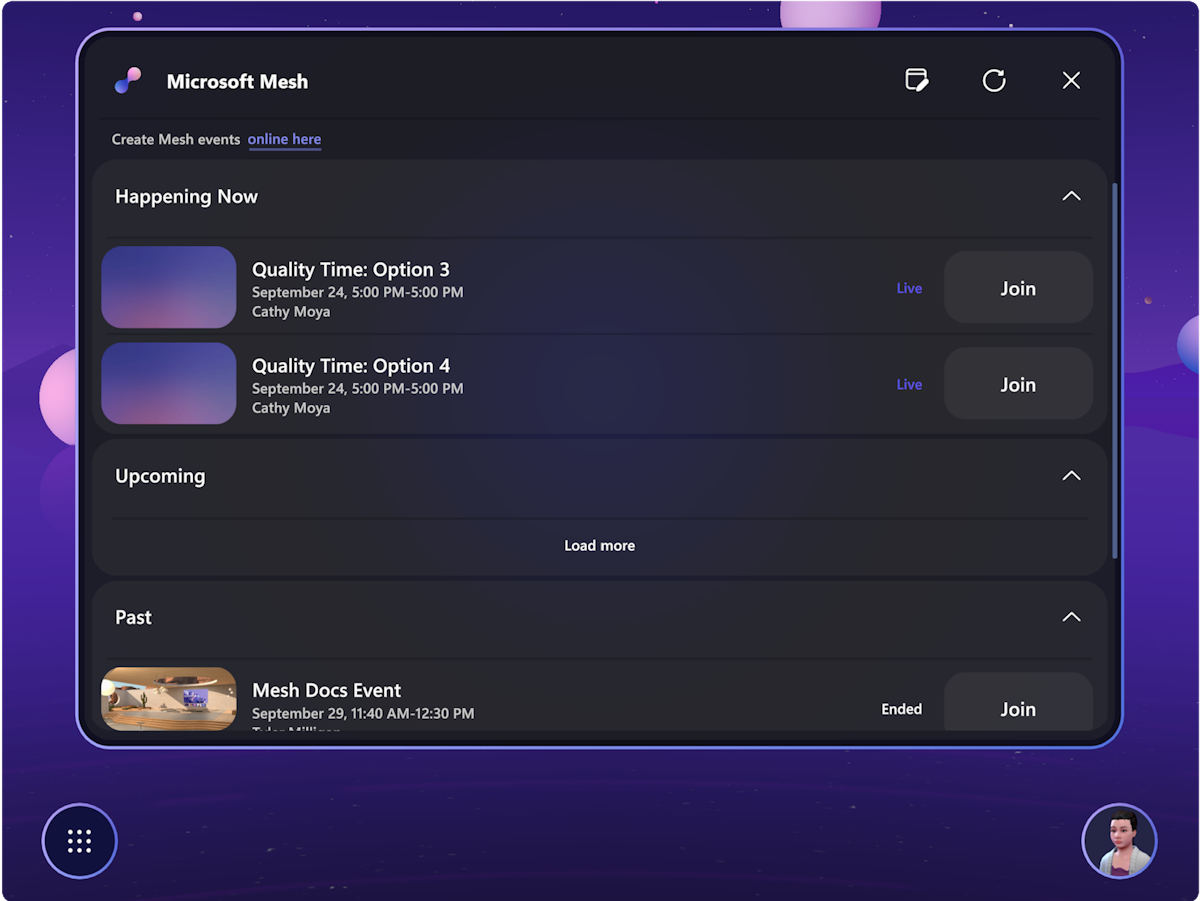 Microsoft Mesh
Create Mesh events online here
Happening Now
Quality Time: Option 3
September 24, 5:00 PM-5:00 PM
Cathy Moya
Live
Join
Quality Time: Option 4
September 24, 5:00 PM-5:00 PM
Cathy Moya
Live
Join
Upcoming
Load more
Past
Mesh Docs Event
September 29, 11:40 AM-12:30 PM
Ended
Join